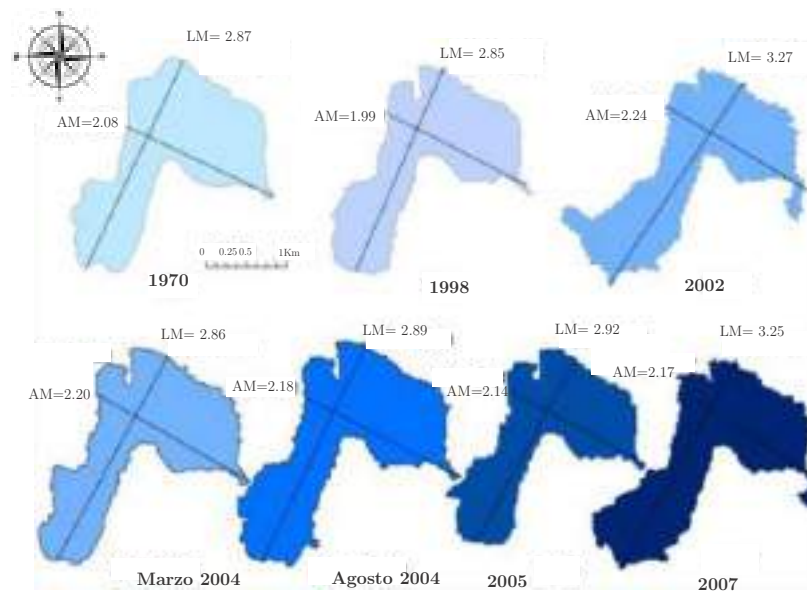 LM= 2.87
LM= 2.85
LM= 3.27
AM=2.08
AM=1.99
AM=2.24
0 0.25 0.5 1Km
1970
1998
2002
LM= 2.86
LM= 2.89
LM= 2.92
LM= 3.25
AM=2.20
AM=2.18
AM=2.14
AM=2.17
Marzo 2004
Agosto 2004
2005
2007